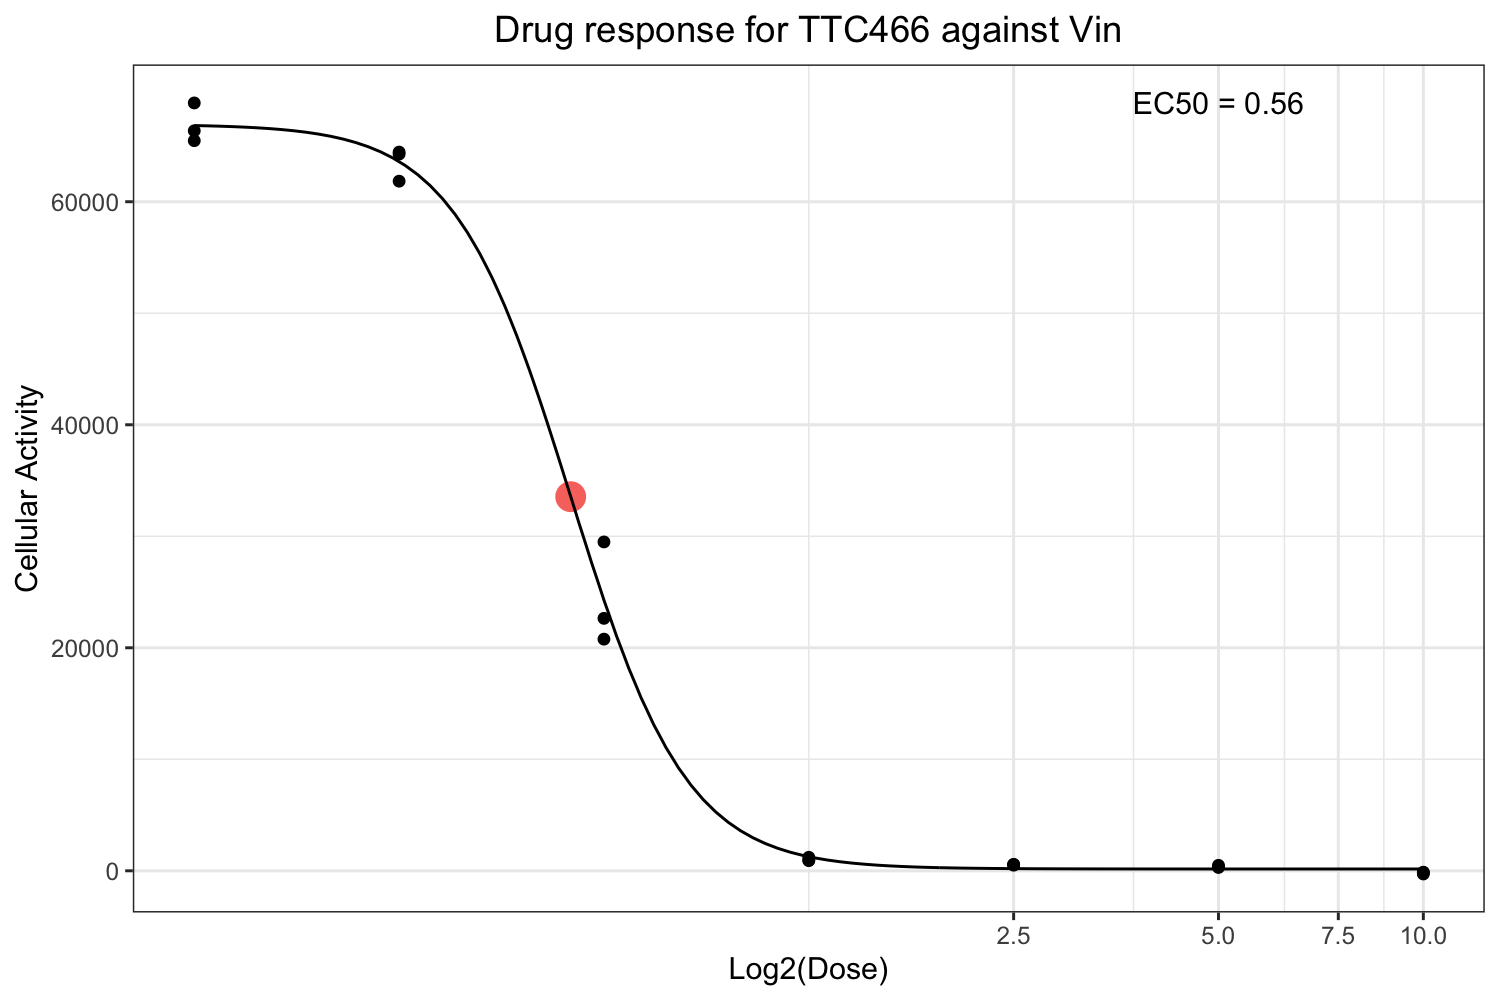 Drug response for TTC466 against Vin
EC50 = 0.56
Cellular Activity
60000
40000
20000
0
2.5 5.0 7.5 10.0
Log2(Dose)